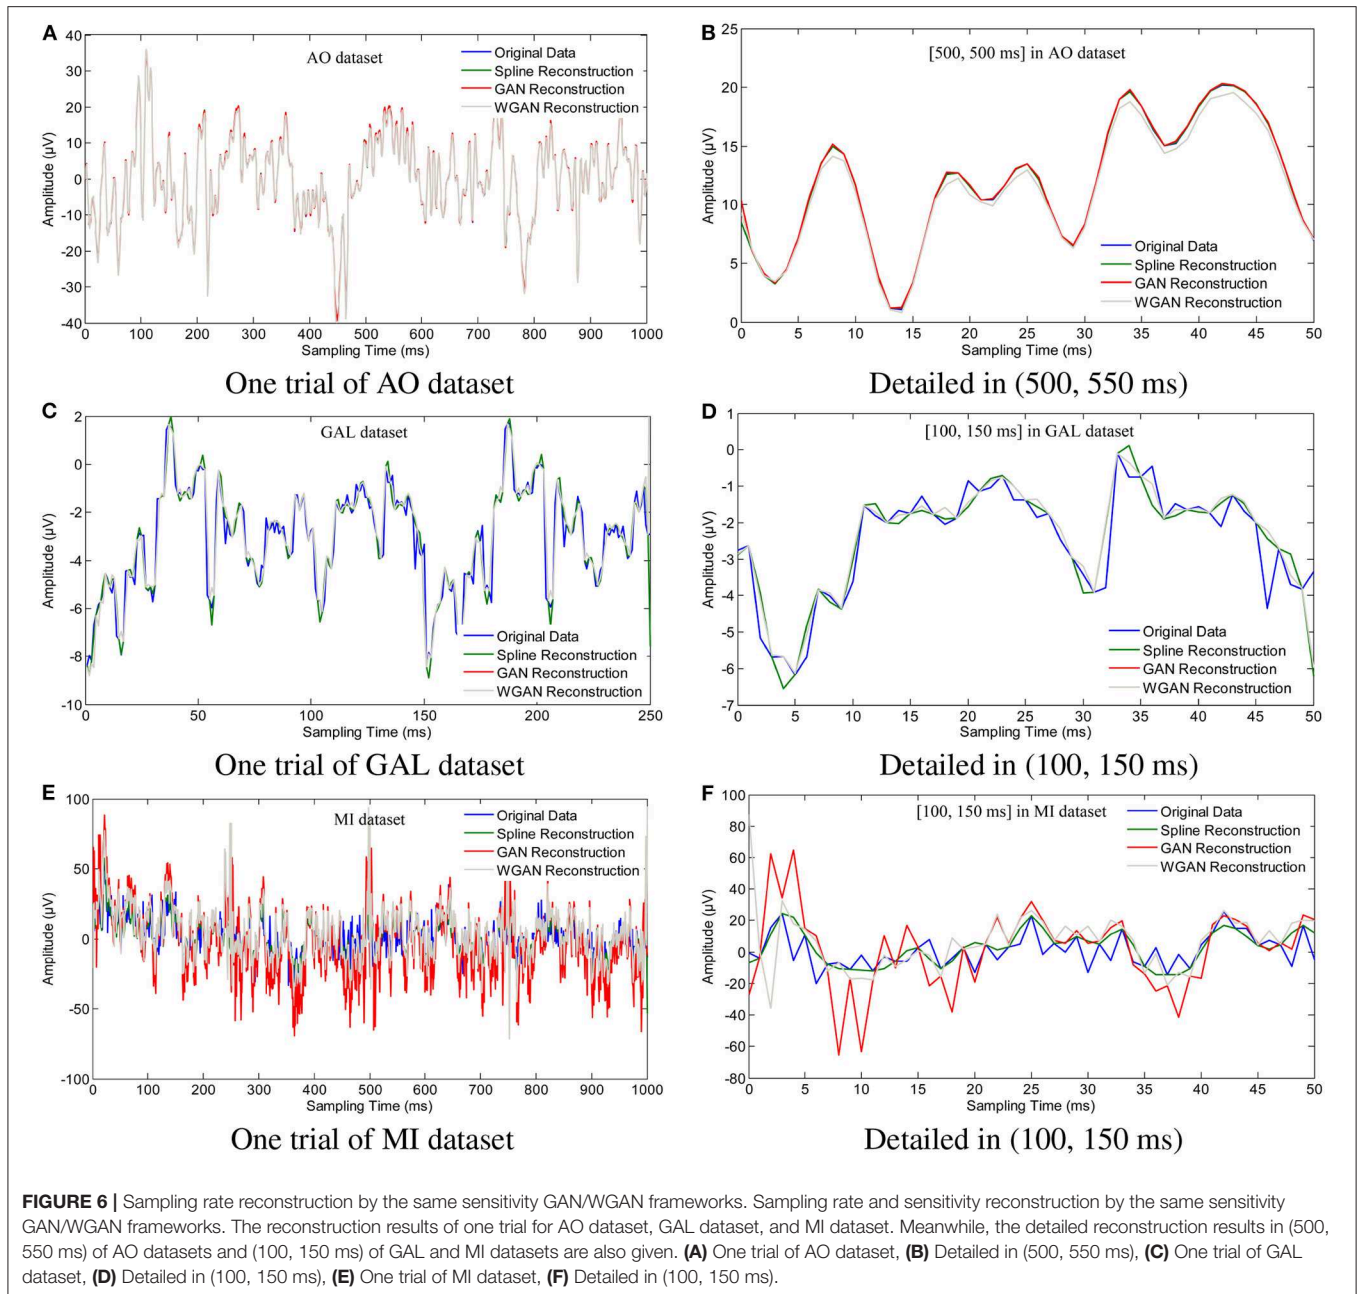 A
AO dataset
Original Data
Spline Reconstruction
GAN Reconstruction
WGAN Reconstruction
Amplitude (µV)
40
30
20
10
0
-10
-20
-30
-40
0 100 200 300 400 500 600 700 800 900 1000
Sampling Time (ms)
One trial of AO dataset
B
[500, 500 ms] in AO dataset
Original Data
Spline Reconstruction
GAN Reconstruction
WGAN Reconstruction
Amplitude (µV)
25
20
15
10
5
0
0 5 10 15 20 25 30 35 40 45 50
Sampling Time (ms)
Detailed in (500, 550 ms)
C
GAL dataset
Original Data
Spline Reconstruction
GAN Reconstruction
WGAN Reconstruction
Amplitude (µV)
2
0
-2
-4
-6
-8
-10
0 50 100 150 200 250
Sampling Time (ms)
One trial of GAL dataset
D
[100, 150 ms] in GAL dataset
Original Data
Spline Reconstruction
GAN Reconstruction
WGAN Reconstruction
Amplitude (µV)
1
0
-1
-2
-3
-4
-5
-6
-7
0 5 10 15 20 25 30 35 40 45 50
Sampling Time (ms)
Detailed in (100, 150 ms)
E
MI dataset
Original Data
Spline Reconstruction
GAN Reconstruction
WGAN Reconstruction
Amplitude (µV)
100
50
0
-50
-100
0 100 200 300 400 500 600 700 800 900 1000
Sampling Time (ms)
One trial of MI dataset
F
[100, 150 ms] in MI dataset
Original Data
Spline Reconstruction
GAN Reconstruction
WGAN Reconstruction
Amplitude (µV)
100
80
60
40
20
0
-20
-40
-60
-80
0 5 10 15 20 25 30 35 40 45 50
Sampling Time (ms)
Detailed in (100, 150 ms)
FIGURE 6 | Sampling rate reconstruction by the same sensitivity GAN/WGAN frameworks. Sampling rate and sensitivity reconstruction by the same sensitivity
GAN/WGAN frameworks. The reconstruction results of one trial for AO dataset, GAL dataset, and MI dataset. Meanwhile, the detailed reconstruction results in (500,
550 ms) of AO datasets and (100, 150 ms) of GAL and MI datasets are also given. (A) One trial of AO dataset, (B) Detailed in (500, 550 ms), (C) One trial of GAL
dataset, (D) Detailed in (100, 150 ms), (E) One trial of MI dataset, (F) Detailed in (100, 150 ms).